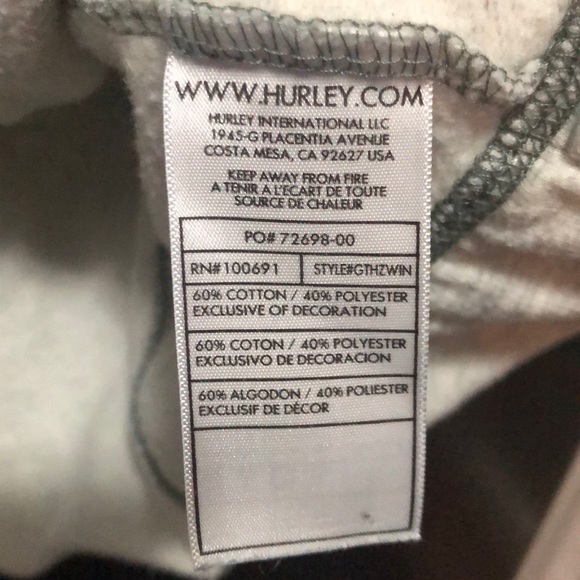 WWW.HURLEY.COM
HURLEY INTERNATIONAL LLC
1945-G PLACENTIA AVENUE
COSTA MESA, CA 92627 USA
KEEP AWAY FROM FIRE
A TENIR A L'ECART DE TOUTE
SOURCE DE CHALEUR
PO# 72698-00
RN#100691 STYLE#GTHZWIN
60% COTTON / 40% POLYESTER
EXCLUSIVE OF DECORATION
60% COTON / 40% POLYESTER
EXCLUSIVO DE DECORACION
60% ALGODON / 40% POLIESTER
EXCLUSIF DE DÉCOR